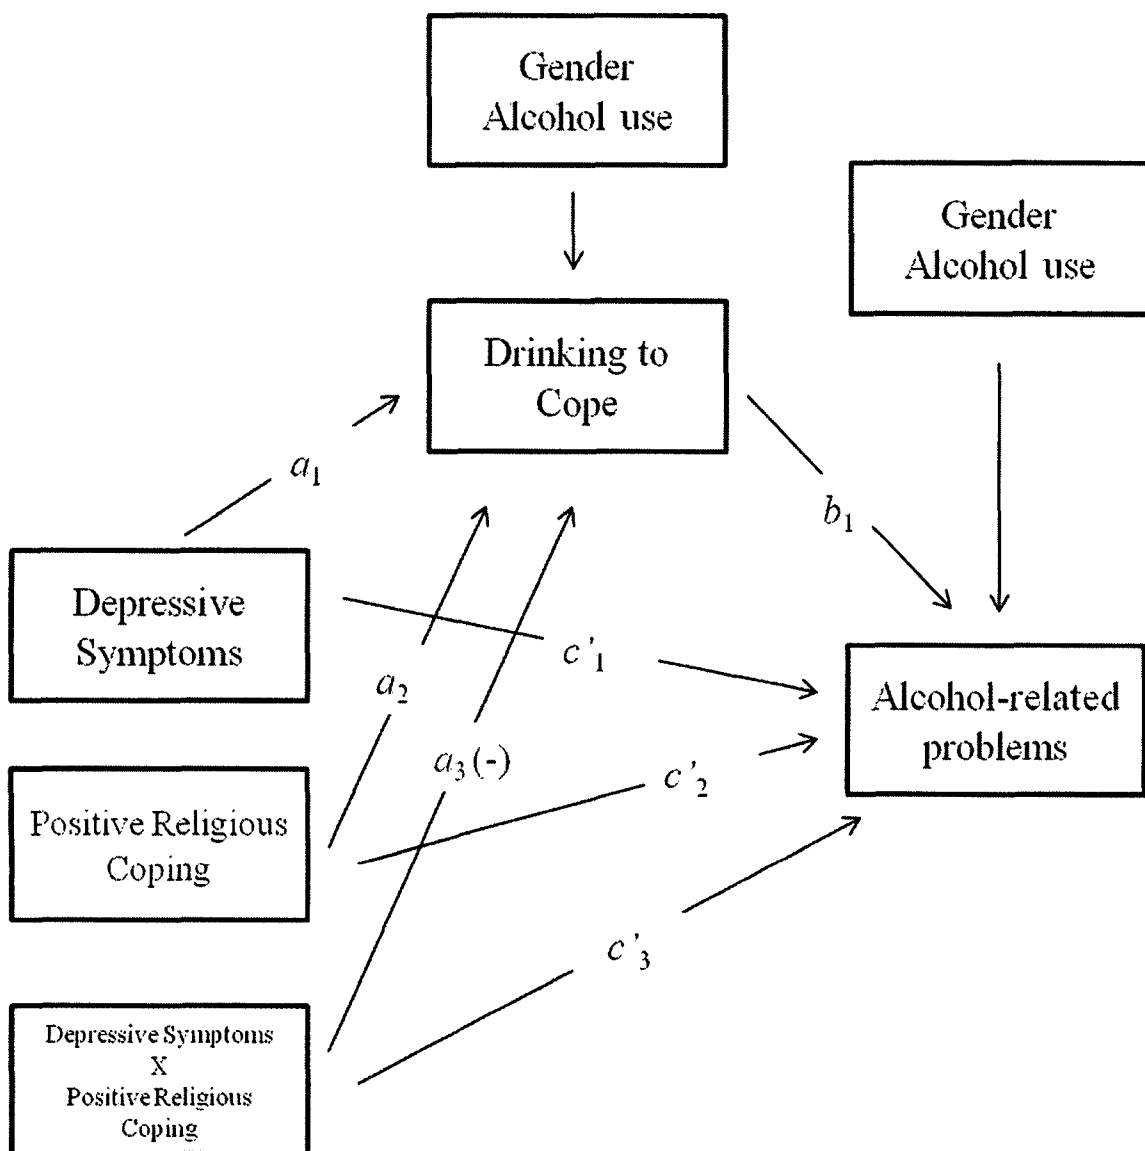 Gender
Alcohol use
Gender
Alcohol use
Drinking to
Cope
a₁
b₁
Depressive
Symptoms
c'₁
a₂
Alcohol-related
problems
a₃ (-)
c'₂
Positive Religious
Coping
c'₃
Depressive Symptoms
X
Positive Religious
Coping